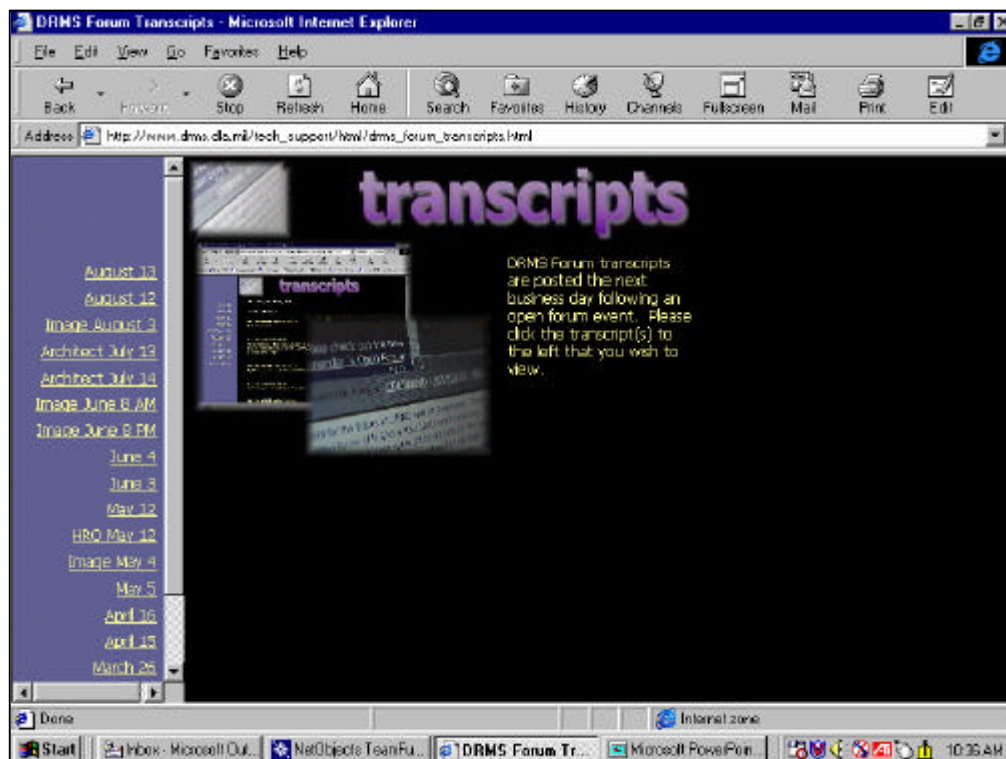 DRMS Forum Transcripts - Microsoft Internet Explorer
File Edit View Go Favorites Help
Back Forward Stop Refresh Home Search Favorites History Channels Fullscreen Mail Print Edit
Address http://www.drms.dla.mil/tech_support/html/drms_forum_transcripts.html
transcripts
transcripts
DRMS Forum transcripts
are posted the next
business day following an
open forum event. Please
click the transcript(s) to
the left that you wish to
view.
August 13
August 12
Image August 3
Architect July 13
Architect July 14
Image June 8 AM
Image June 8 PM
June 4
June 3
May 12
HRO May 12
Image May 4
May 5
April 16
April 15
March 26
Done
Internet zone
Start Inbox - Microsoft Out... NetObjects TeamFu... DRMS Forum Tr... Microsoft PowerPoin... 10:36 AM